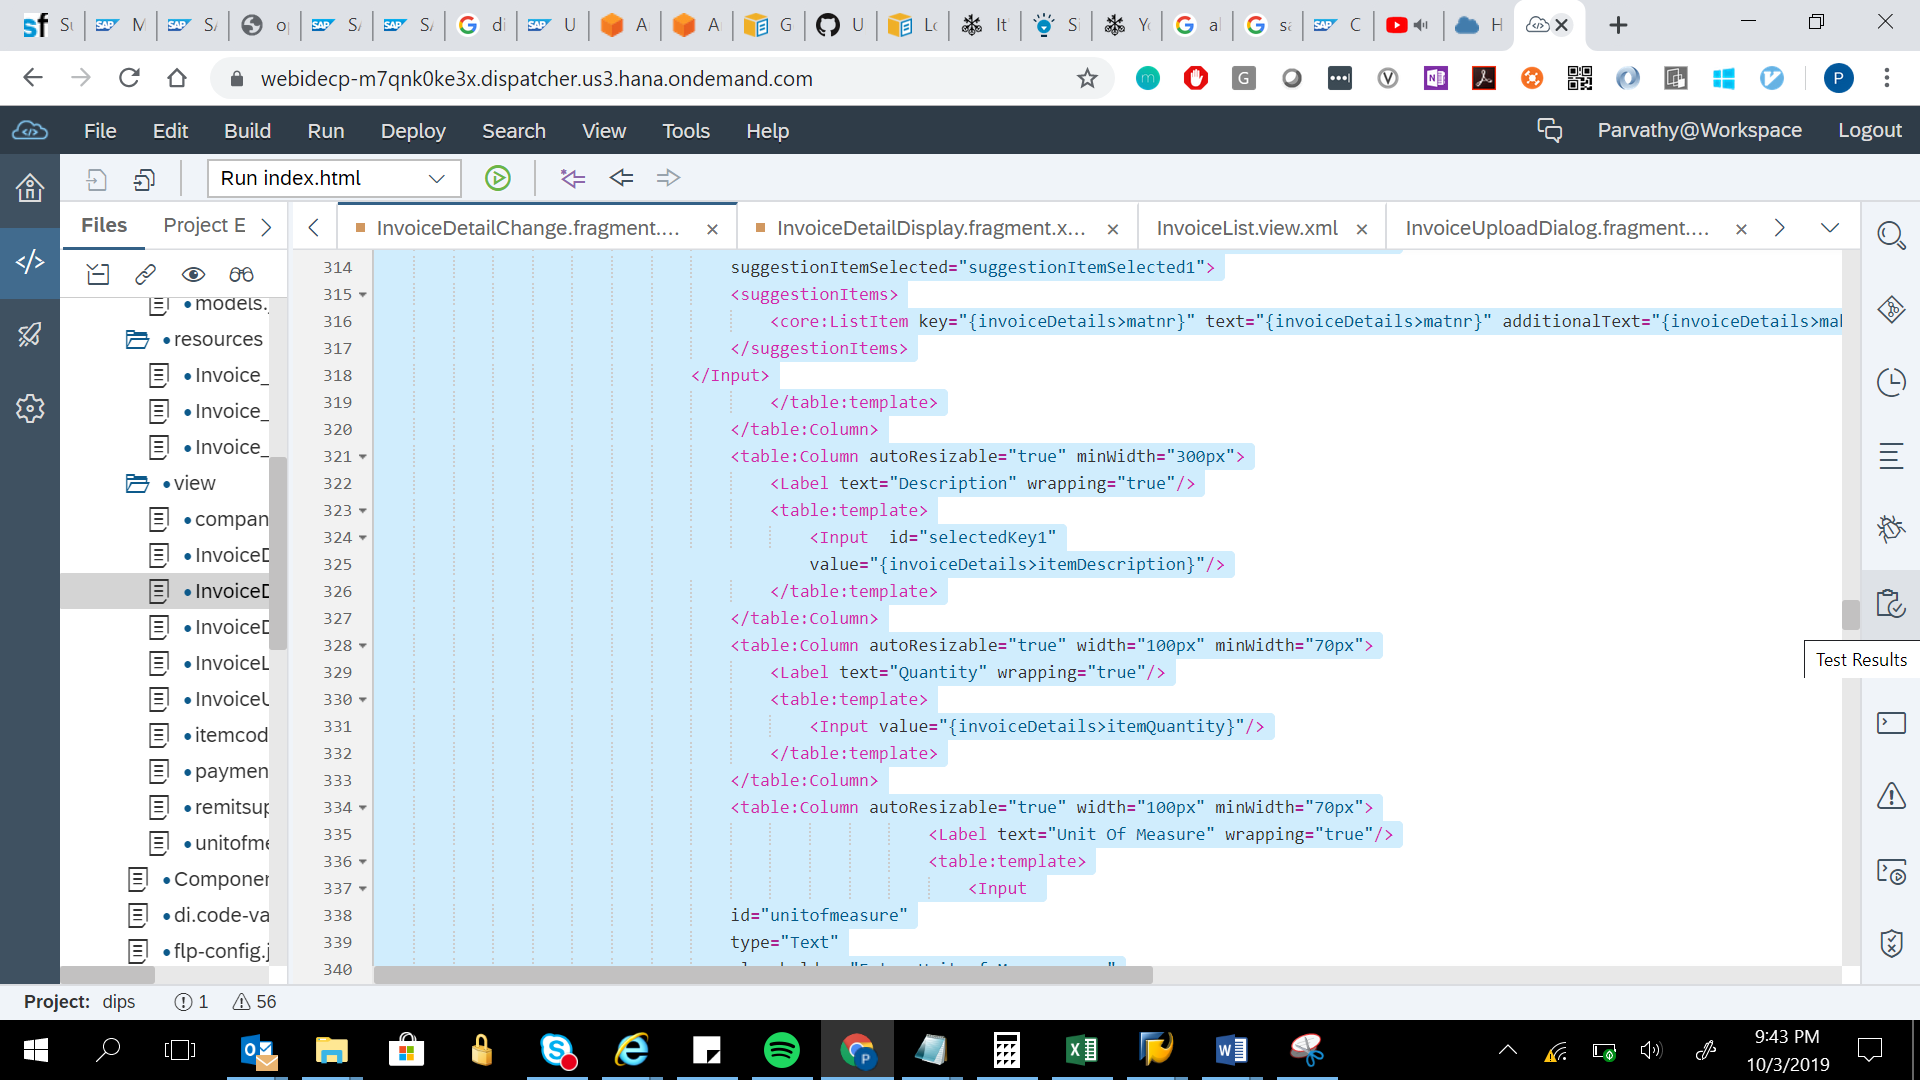 webidecp-m7qnk0ke3x.dispatcher.us3.hana.ondemand.com
File Edit Build Run Deploy Search View Tools Help
Parvathy@Workspace Logout
Run index.html
Files Project E
InvoiceDetailChange.fragment....
InvoiceDetailDisplay.fragment.x...
InvoiceList.view.xml
InvoiceUploadDialog.fragment....
models.
resources
Invoice_
Invoice_
Invoice_
view
compan
InvoiceD
InvoiceD
InvoiceD
InvoiceL
InvoiceU
itemcod
paymen
remitsup
unitofme
Componen
di.code-va
flp-config.j
314 suggestionItemSelected="suggestionItemSelected1">
315 <suggestionItems>
316 <core:ListItem key="{invoiceDetails>matnr}" text="{invoiceDetails>matnr}" additionalText="{invoiceDetails>mak
317 </suggestionItems>
318 </Input>
319 </table:template>
320 </table:Column>
321 <table:Column autoResizable="true" minWidth="300px">
322 <Label text="Description" wrapping="true"/>
323 <table:template>
324 <Input id="selectedKey1"
325 value="{invoiceDetails>itemDescription}"/>
326 </table:template>
327 </table:Column>
328 <table:Column autoResizable="true" width="100px" minWidth="70px">
329 <Label text="Quantity" wrapping="true"/>
330 <table:template>
331 <Input value="{invoiceDetails>itemQuantity}"/>
332 </table:template>
333 </table:Column>
334 <table:Column autoResizable="true" width="100px" minWidth="70px">
335 <Label text="Unit Of Measure" wrapping="true"/>
336 <table:template>
337 <Input
338 id="unitofmeasure"
339 type="Text"
340
Test Results
Project: dips 1 56
9:43 PM
10/3/2019